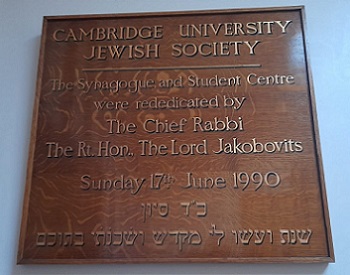 CAMBRIDGE UNIVERSITY
JEWISH SOCIETY
The Synagogue and Student Centre
were rededicated by
The Chief Rabbi
The Rt. Hon., The Lord Jakobovits
Sunday 17th June 1990
כ'ד סיון
שנת ועשו לי מקדש ושכנתי בתוכם